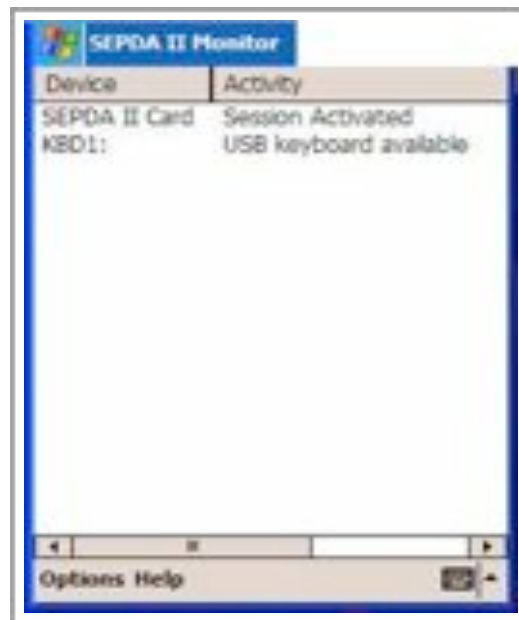 SEPDA II Monitor
Device Activity
SEPDA II Card Session Activated
KBD1: USB keyboard available
Options Help